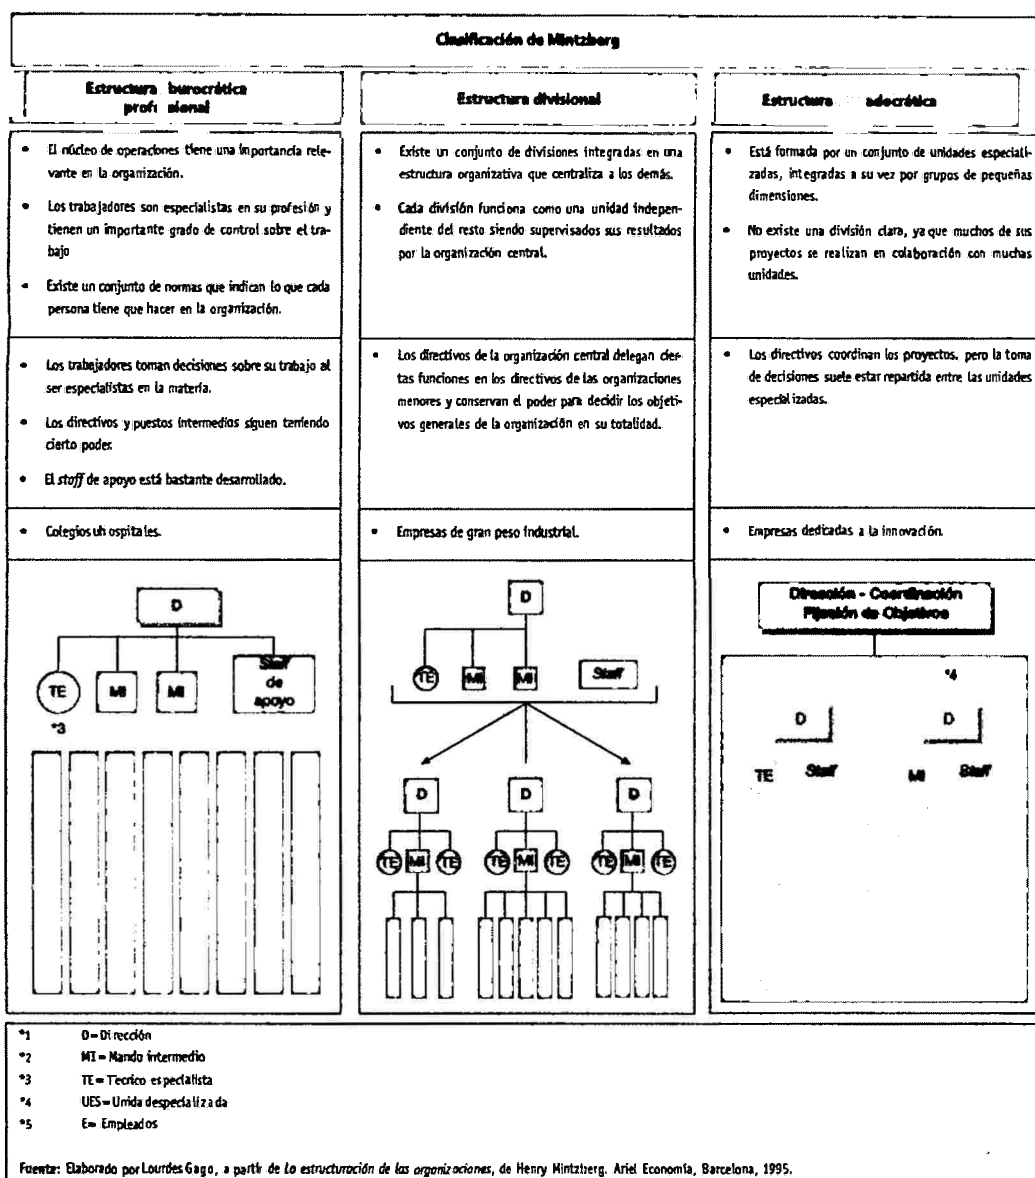 Clasificación de Mintzberg
Estructura burocrática
profesional
• El núcleo de operaciones tiene una importancia rele-
vante en la organización.
• Los trabajadores son especialistas en su profesión y
tienen un importante grado de control sobre el tra-
bajo
• Existe un conjunto de normas que indican lo que cada
persona tiene que hacer en la organización.
• Los trabajadores toman decisiones sobre su trabajo al
ser especialistas en la materia.
• Los directivos y puestos intermedios siguen teniendo
cierto poder.
• El staff de apoyo está bastante desarrollado.
• Colegios u hospitales.
D
TE
MI
MI
Staff
de
apoyo
*3
Estructura divisional
• Existe un conjunto de divisiones integradas en una
estructura organizativa que centraliza a los demás.
• Cada división funciona como una unidad indepen-
diente del resto siendo supervisados sus resultados
por la organización central.
• Los directivos de la organización central delegan cier-
tas funciones en los directivos de las organizaciones
menores y conservan el poder para decidir los objeti-
vos generales de la organización en su totalidad.
• Empresas de gran peso industrial.
D
TE MI MI Staff
D D D
TE MI TE TE MI TE TE MI TE
Estructura adocrática
• Está formada por un conjunto de unidades especiali-
zadas, integradas a su vez por grupos de pequeñas
dimensiones.
• No existe una división clara, ya que muchos de sus
proyectos se realizan en colaboración con muchas
unidades.
• Los directivos coordinan los proyectos, pero la toma
de decisiones suele estar repartida entre las unidades
especializadas.
• Empresas dedicadas a la innovación.
Dirección - Coordinación
Fijación de Objetivos
*4
D D
TE Staff MI Staff
*1 D= Dirección
*2 MI= Mando intermedio
*3 TE= Tecnico especialista
*4 UES= Unida despecializada
*5 E= Empleados
Fuente: Elaborado por Lourdes Gago, a partir de La estructuración de las organizaciones, de Henry Mintzberg. Ariel Economía, Barcelona, 1995.